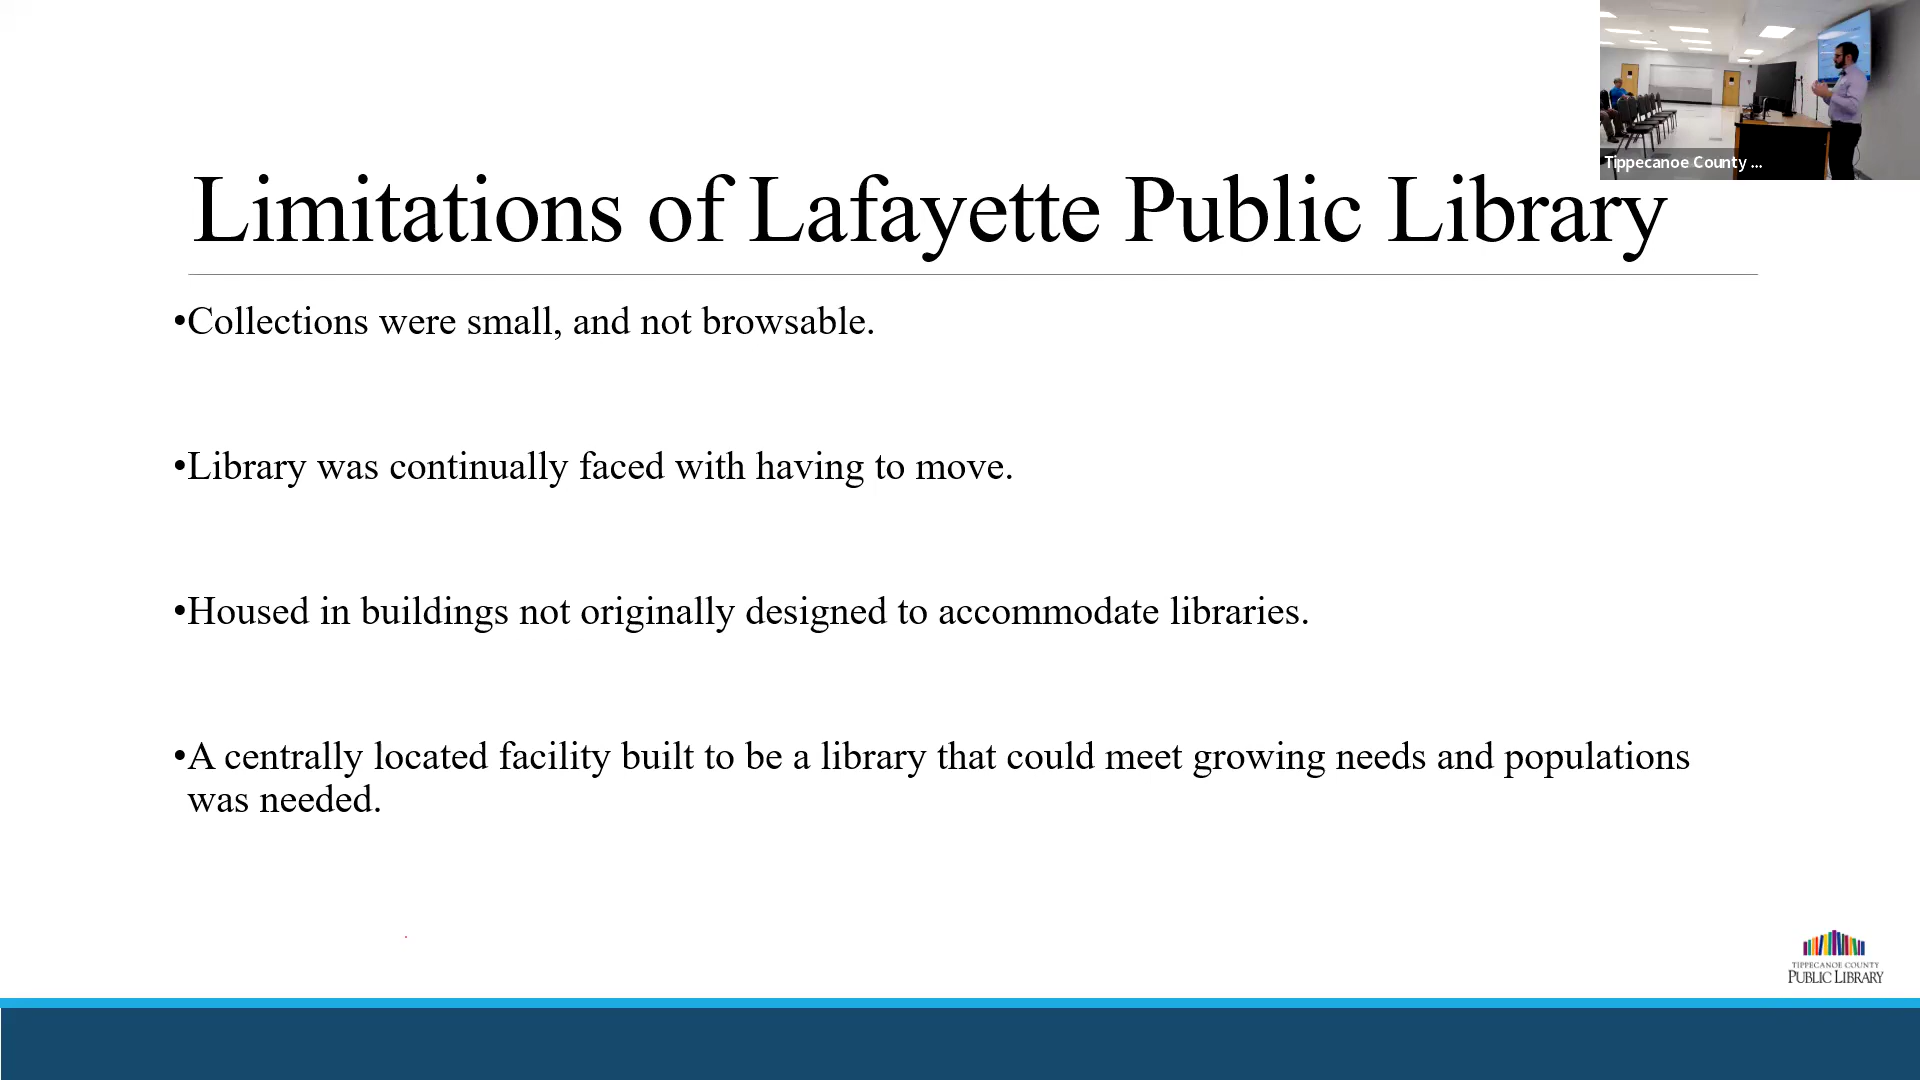 Tippecanoe County ...
Limitations of Lafayette Public Library
•Collections were small, and not browsable.
•Library was continually faced with having to move.
•Housed in buildings not originally designed to accommodate libraries.
•A centrally located facility built to be a library that could meet growing needs and populations
was needed.
TIPPECANOE COUNTY
PUBLIC LIBRARY